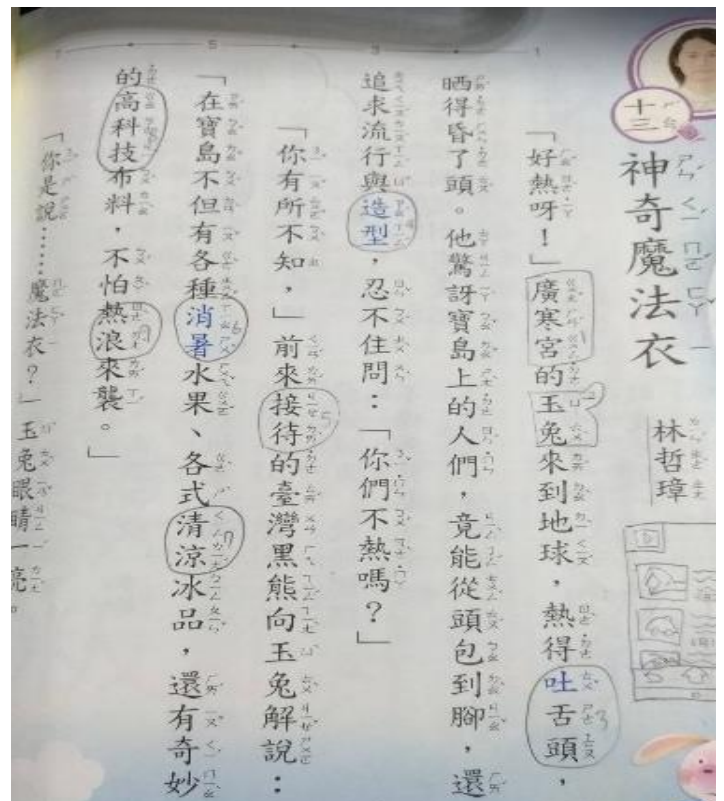 十三
神奇魔法衣
林哲璋
「好熱呀！」廣寒宮的玉兔來到地球，熱得吐舌頭，
晒得昏了頭。他驚訝寶島上的人們，竟能從頭包到腳，還
追求流行與造型，忍不住問：「你們不熱嗎？」
「你有所不知，」前來接待的臺灣黑熊向玉兔解說：
「在寶島不但有各種消暑水果、各式清涼冰品，還有奇妙
的高科技布料，不怕熱浪來襲。」
「你是說……魔法衣？」玉兔眼睛一亮。